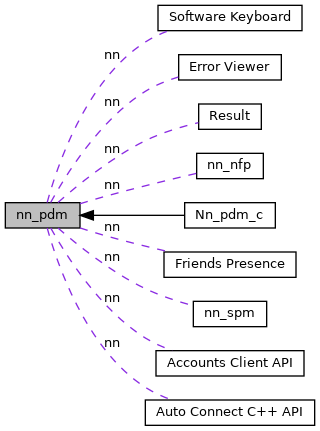 Software Keyboard
nn
Error Viewer
nn
Result
nn
nn_nfp
nn
nn_pdm
Nn_pdm_c
nn
Friends Presence
nn
nn_spm
nn
Accounts Client API
nn
Auto Connect C++ API